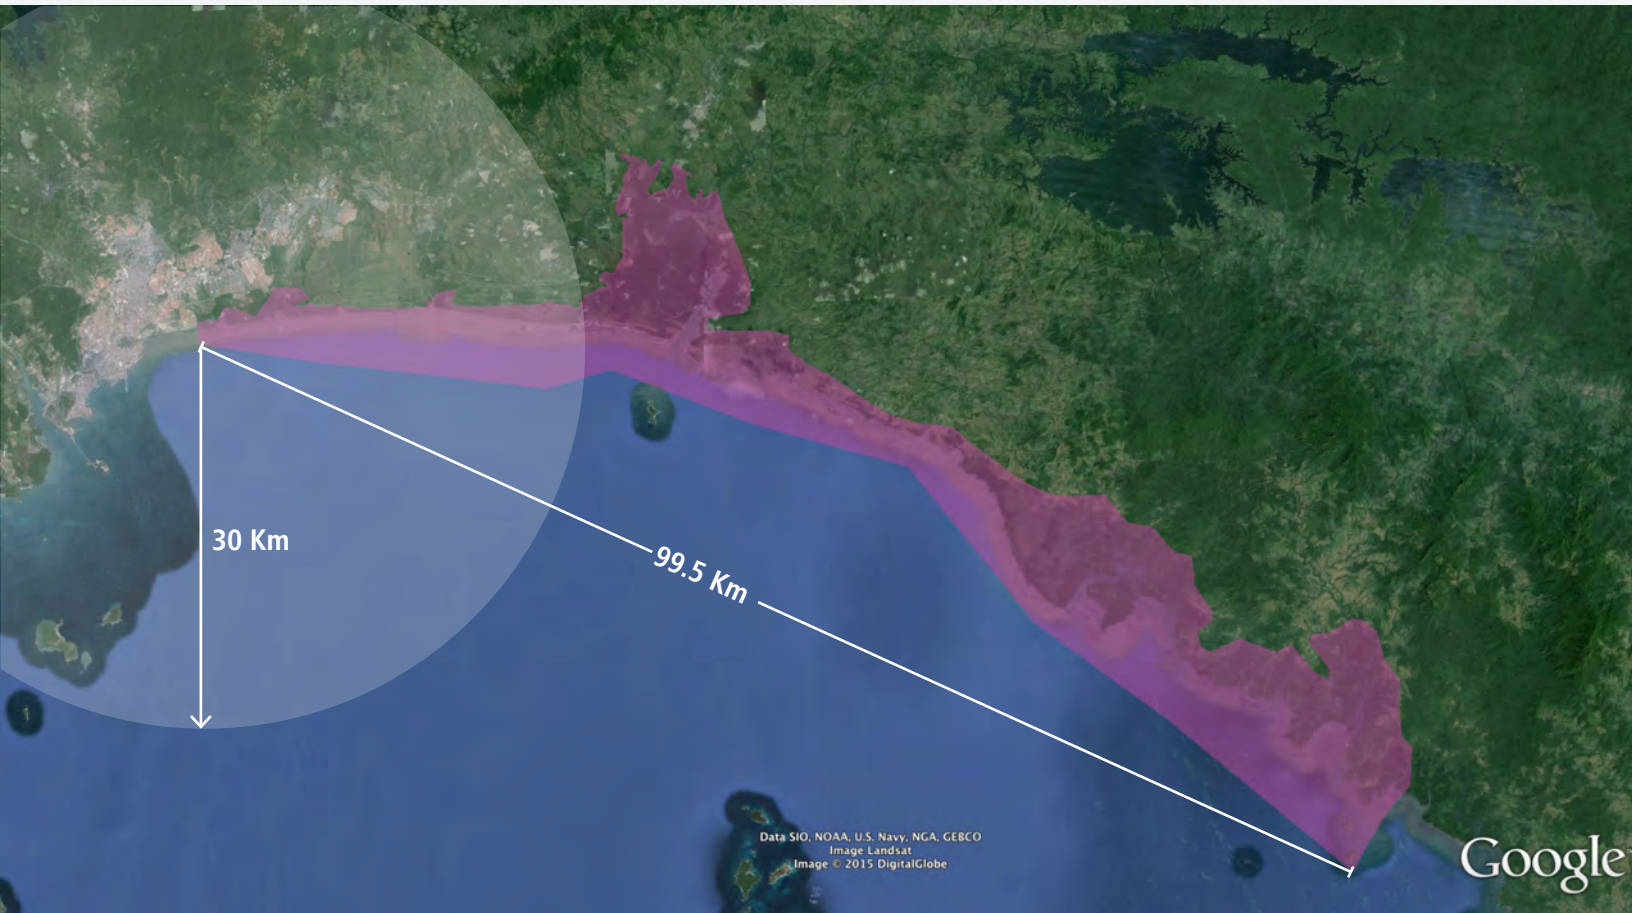 30 Km
99.5 Km
Data SIO, NOAA, U.S. Navy, NGA, GEBCO
Image Landsat
Image © 2015 DigitalGlobe
Google